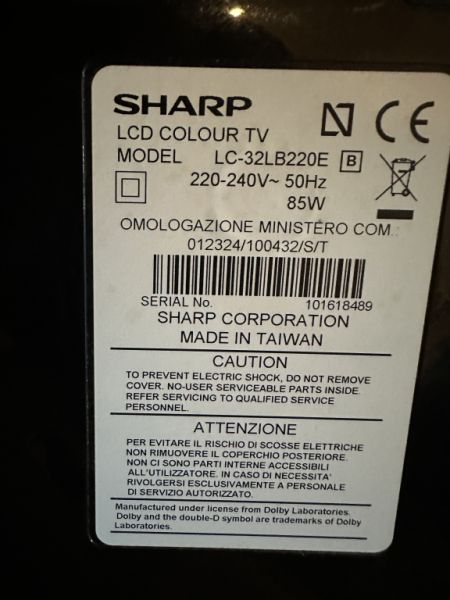 SHARP
LCD COLOUR TV
MODEL LC-32LB220E B
220-240V~ 50Hz
85W
OMOLOGAZIONE MINISTERO COM.:
012324/100432/S/T
SERIAL No. 101618489
SHARP CORPORATION
MADE IN TAIWAN
CAUTION
TO PREVENT ELECTRIC SHOCK, DO NOT REMOVE
COVER. NO-USER SERVICEABLE PARTS INSIDE.
REFER SERVICING TO QUALIFIED SERVICE
PERSONNEL.
ATTENZIONE
PER EVITARE IL RISCHIO DI SCOSSE ELETTRICHE
NON RIMUOVERE IL COPERCHIO POSTERIORE.
NON CI SONO PARTI INTERNE ACCESSIBILI
ALL'UTILIZZATORE. IN CASO DI NECESSITA'
RIVOLGERSI ESCLUSIVAMENTE A PERSONALE
DI SERVIZIO AUTORIZZATO.
Manufactured under license from Dolby Laboratories.
Dolby and the double-D symbol are trademarks of Dolby
Laboratories.